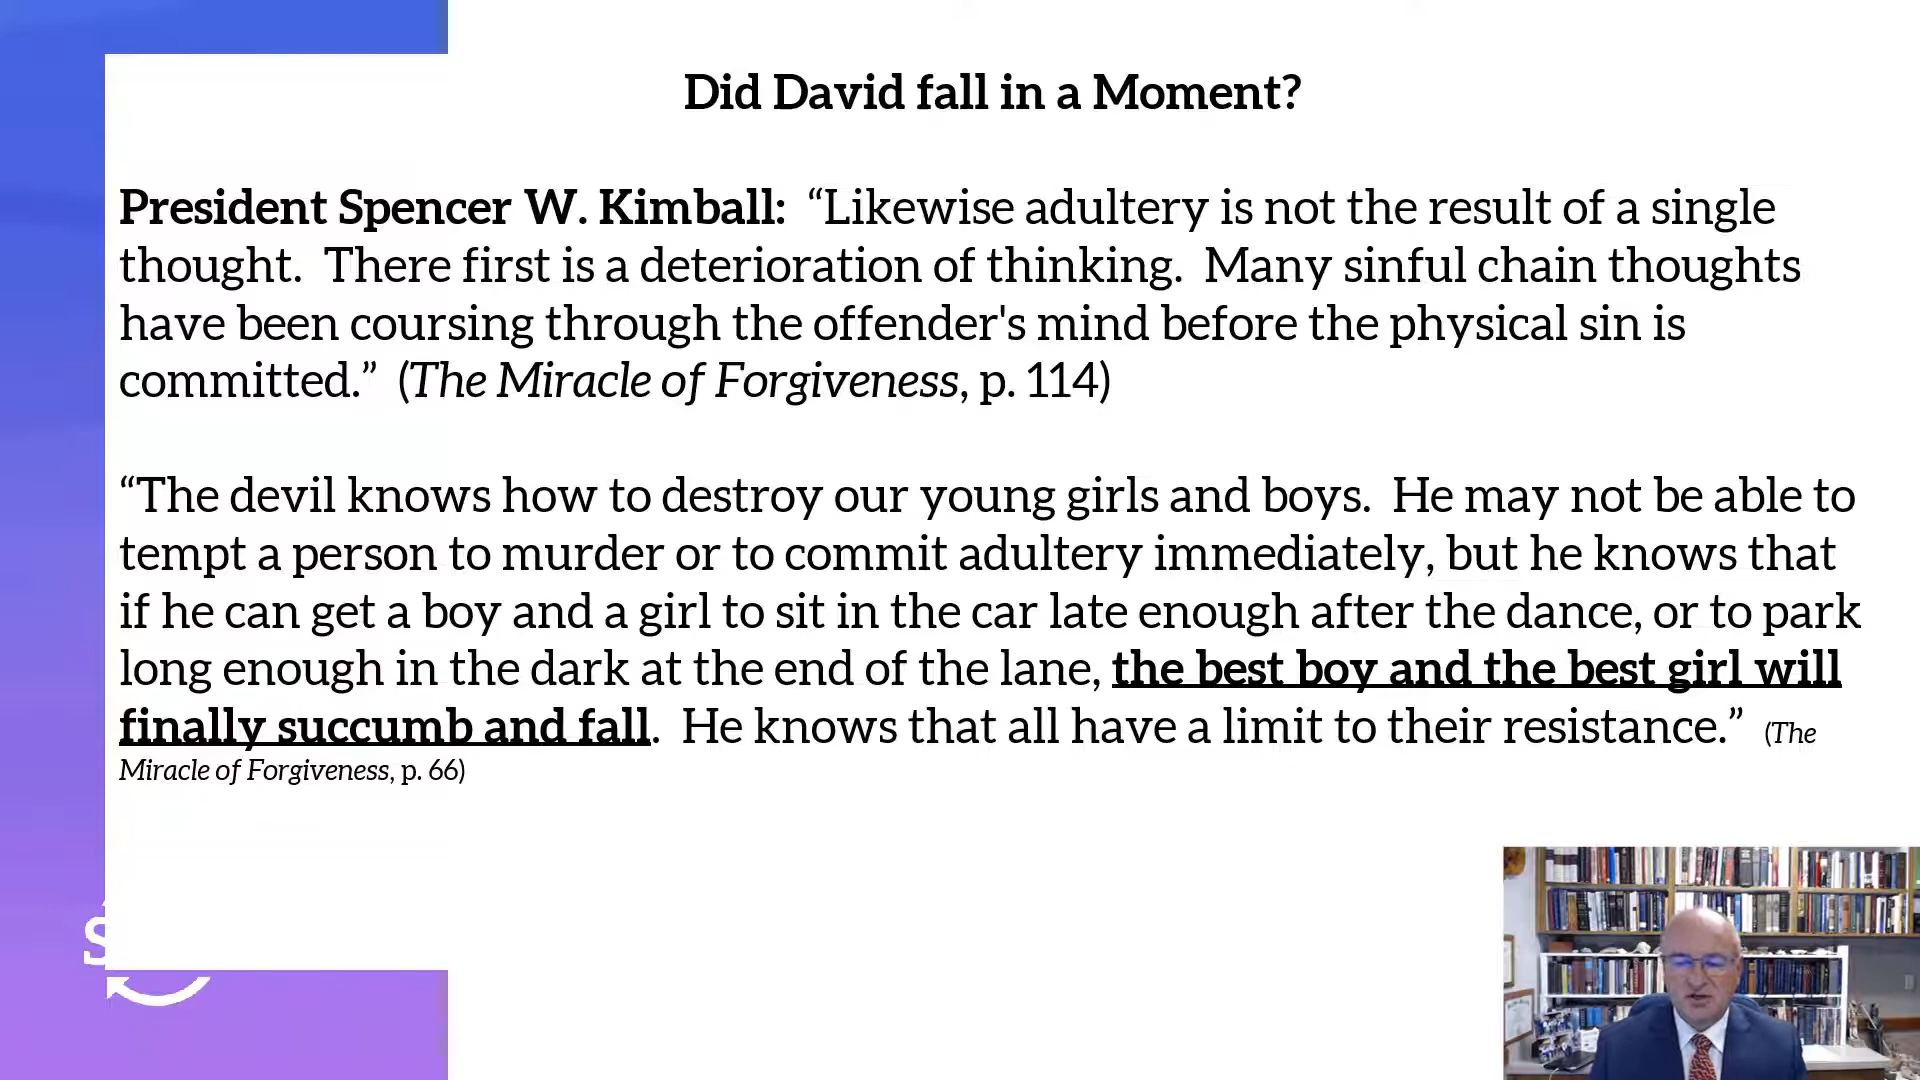 Did David fall in a Moment?
President Spencer W. Kimball: “Likewise adultery is not the result of a single
thought. There first is a deterioration of thinking. Many sinful chain thoughts
have been coursing through the offender's mind before the physical sin is
committed.” (The Miracle of Forgiveness, p. 114)
“The devil knows how to destroy our young girls and boys. He may not be able to
tempt a person to murder or to commit adultery immediately, but he knows that
if he can get a boy and a girl to sit in the car late enough after the dance, or to park
long enough in the dark at the end of the lane, the best boy and the best girl will
finally succumb and fall. He knows that all have a limit to their resistance.” (The
Miracle of Forgiveness, p. 66)